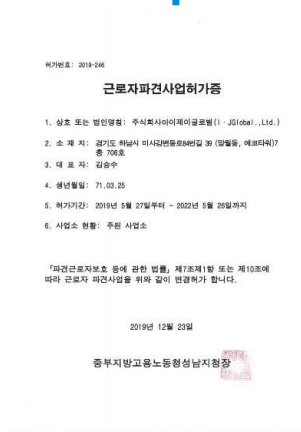 허가번호: 2019-246
근로자파견사업허가증
1. 상호 또는 법인명칭: 주식회사아이제이글로벌(I·JGlobal.,Ltd.)
2. 소 재 지: 경기도 하남시 미사강변동로84번길 39 (망월동, 에코타워)7
층 706호
3. 대 표 자: 김승수
4. 생년월일: 71.03.25
5. 허가기간: 2019년 5월 27일부터 - 2022년 5월 26일까지
6. 사업소 현황: 주된 사업소
「파견근로자보호 등에 관한 법률」제7조제1항 또는 제10조에
따라 근로자 파견사업을 위와 같이 변경허가 합니다.
2019년 12월 23일
중부지방고용노동청성남지청장